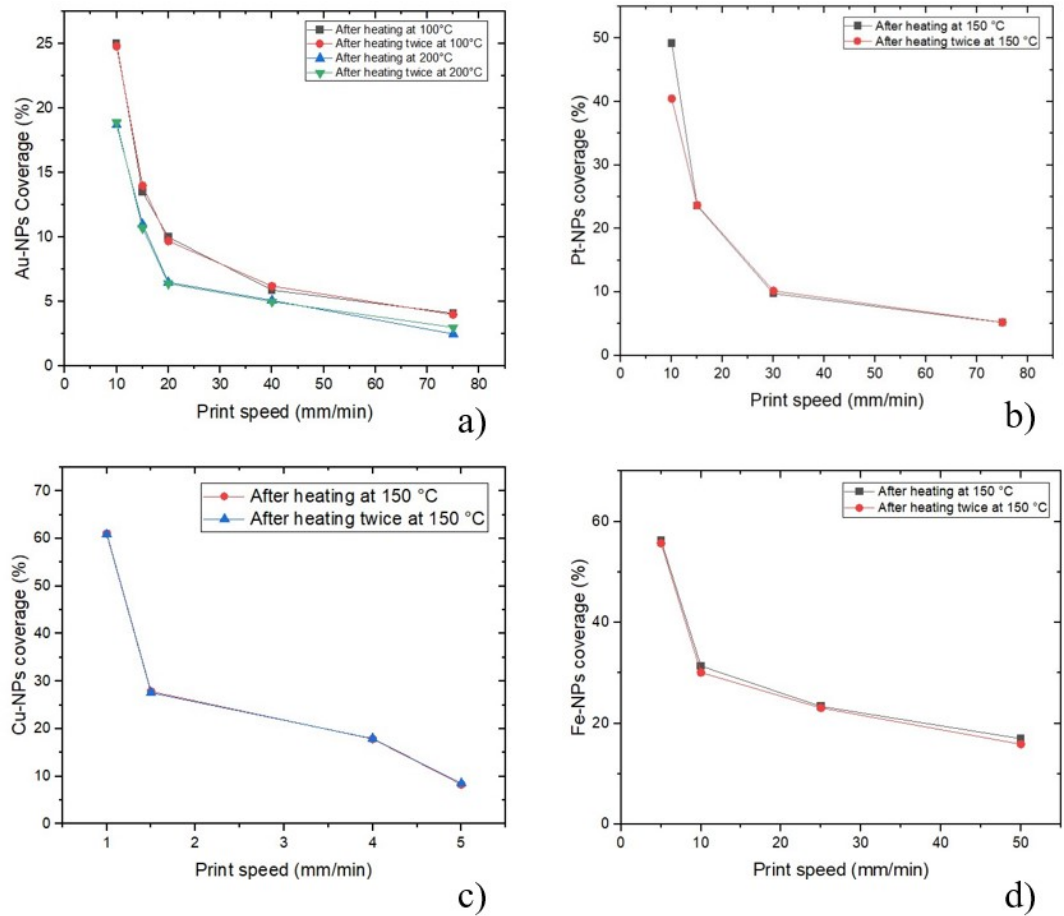 After heating at 100°C
After heating twice at 100°C
After heating at 200°C
After heating twice at 200°C
25
20
15
10
5
0
Au-NPs Coverage (%)
0 10 20 30 40 50 60 70 80
Print speed (mm/min)
a)
After heating at 150 °C
After heating twice at 150 °C
50
40
30
20
10
0
Pt-NPs coverage (%)
0 10 20 30 40 50 60 70 80
Print speed (mm/min)
b)
After heating at 150 °C
After heating twice at 150 °C
70
60
50
40
30
20
10
0
Cu-NPs coverage (%)
1 2 3 4 5
Print speed (mm/min)
c)
After heating at 150 °C
After heating twice at 150 °C
60
40
20
0
Fe-NPs coverage (%)
0 10 20 30 40 50
Print speed (mm/min)
d)